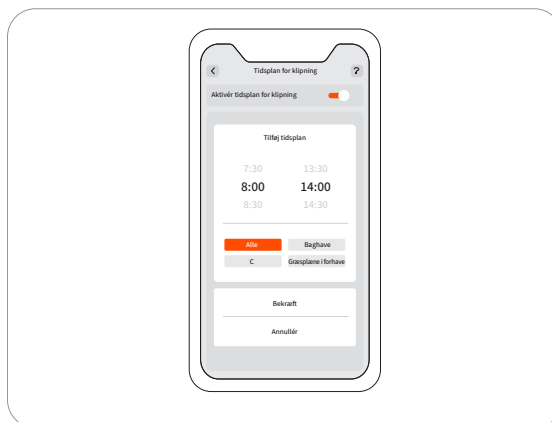 Tidsplan for klipning
?
Aktivér tidsplan for klipning
Tilføj tidsplan
7:30 13:30
8:00 14:00
8:30 14:30
Alle Baghave
C Græsplæne i forhave
Bekræft
Annullér